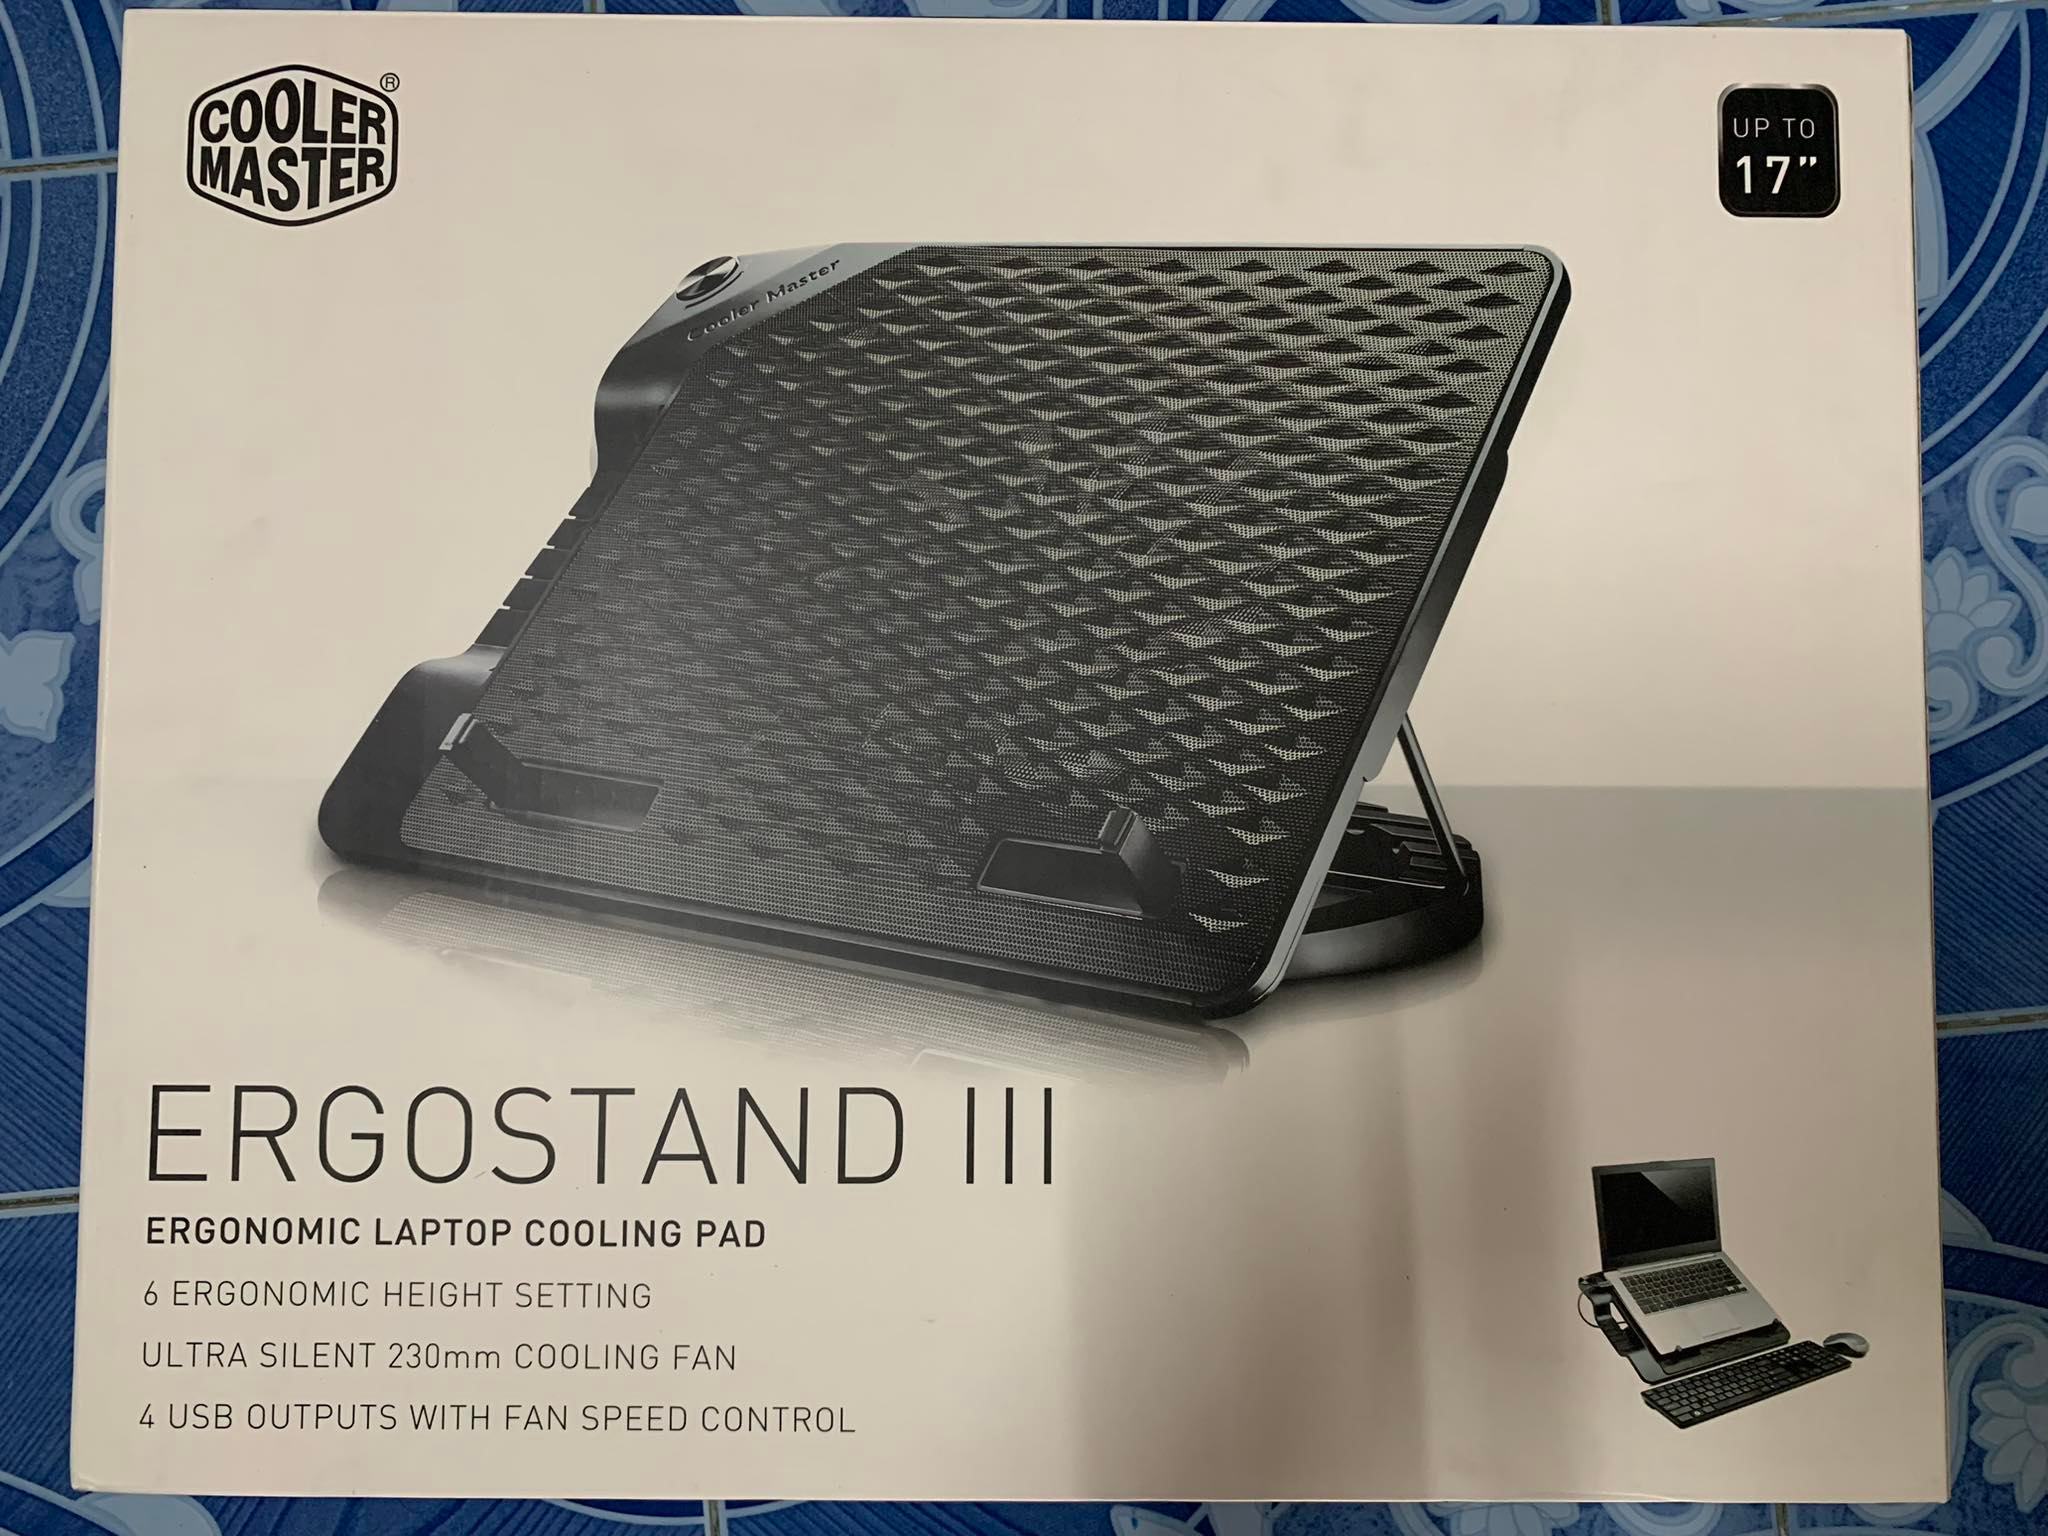 COOLER
MASTER
®
UP TO
17”
Cooler Master
ERGOSTAND III
ERGONOMIC LAPTOP COOLING PAD
6 ERGONOMIC HEIGHT SETTING
ULTRA SILENT 230mm COOLING FAN
4 USB OUTPUTS WITH FAN SPEED CONTROL